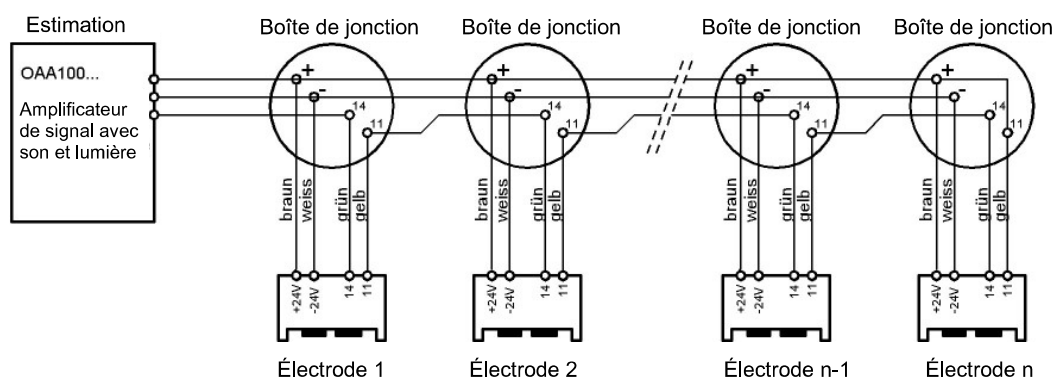 Estimation
Boîte de jonction Boîte de jonction Boîte de jonction Boîte de jonction
OAA100...
Amplificateur
de signal avec
son et lumière
+ - 14 11
+ - 14 11
+ - 14 11
+ - 14 11
braun weiss grün gelb
braun weiss grün gelb
braun weiss grün gelb
braun weiss grün gelb
+24V -24V 14 11
+24V -24V 14 11
+24V -24V 14 11
+24V -24V 14 11
Électrode 1 Électrode 2 Électrode n-1 Électrode n